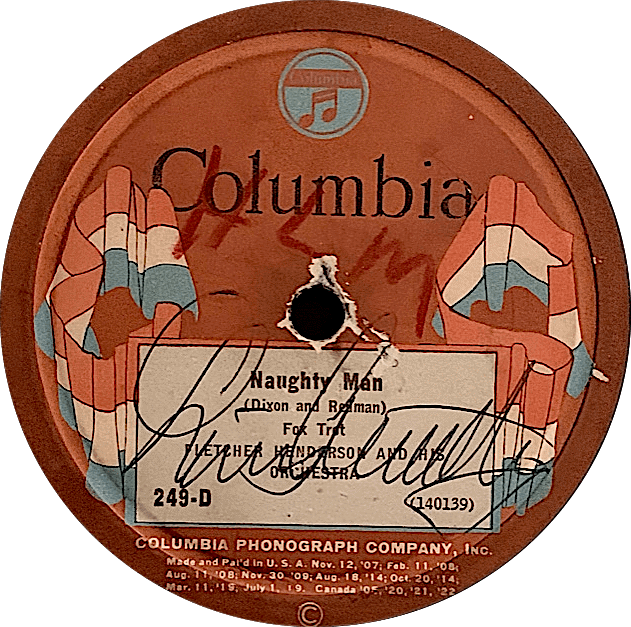 Columbia
Columbia
Naughty Man
(Dixon and Redman)
Fox Trot
FLETCHER HENDERSON AND HIS
ORCHESTRA
249-D
(140139)
COLUMBIA PHONOGRAPH COMPANY, INC.
Made and Pat'd in U. S. A. Nov. 12, '07; Feb. 11, '08;
Aug. 11, '08; Nov. 30, '09; Aug. 18, '14; Oct. 20, '14;
Mar. 11, '19, July 1, '19. Canada '05, '20, '21, '22
©